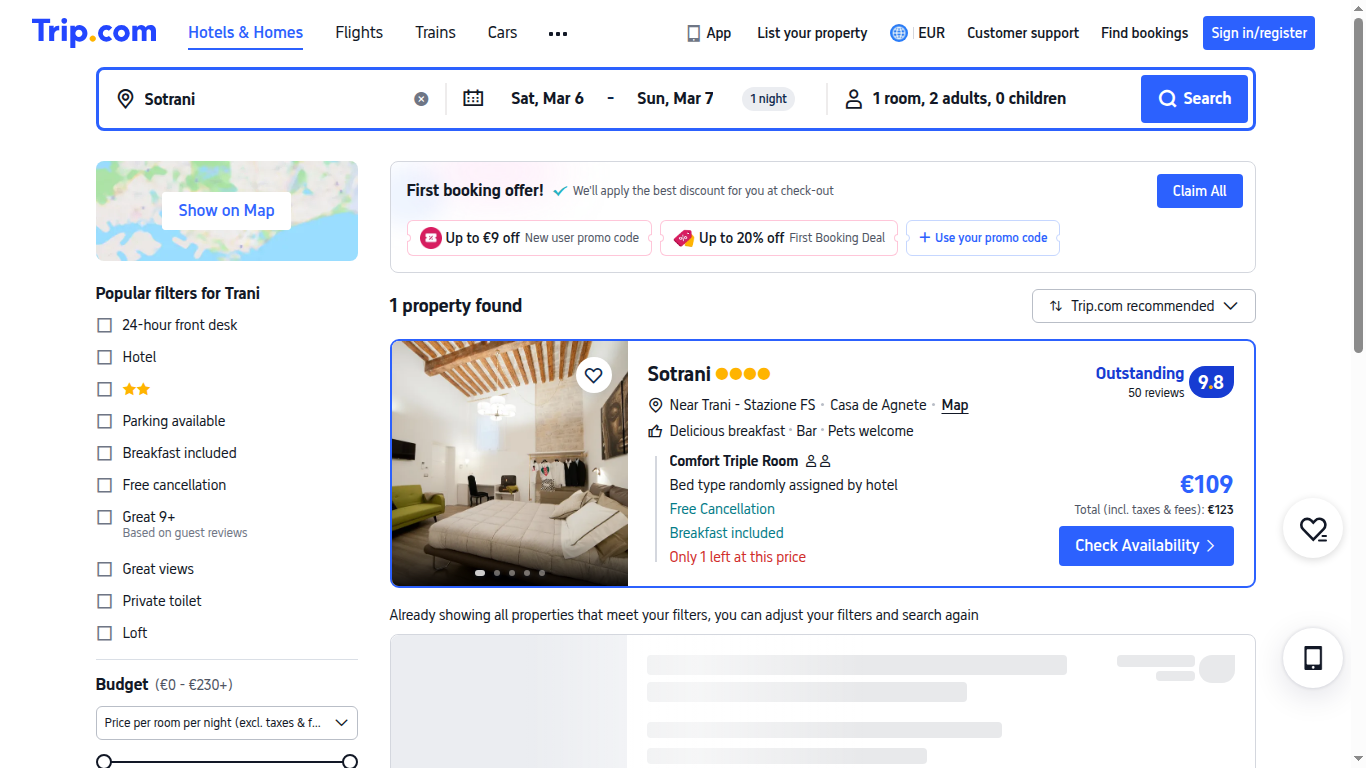 Trip.com
Hotels & Homes
Flights
Trains
Cars
App
List your property
EUR
Customer support
Find bookings
Sign in/register
Sotrani
Sat, Mar 6
-
Sun, Mar 7
1 night
1 room, 2 adults, 0 children
Search
Show on Map
First booking offer!
We'll apply the best discount for you at check-out
Claim All
Up to €9 off New user promo code
Up to 20% off First Booking Deal
+ Use your promo code
Popular filters for Trani
24-hour front desk
Hotel
Parking available
Breakfast included
Free cancellation
Great 9+
Based on guest reviews
Great views
Private toilet
Loft
Budget (€0 - €230+)
Price per room per night (excl. taxes & f...
1 property found
Trip.com recommended
Sotrani
Outstanding
9.8
50 reviews
Near Trani - Stazione FS · Casa de Agnete · Map
Delicious breakfast · Bar · Pets welcome
Comfort Triple Room
Bed type randomly assigned by hotel
Free Cancellation
Breakfast included
Only 1 left at this price
€109
Total (incl. taxes & fees): €123
Check Availability
Already showing all properties that meet your filters, you can adjust your filters and search again